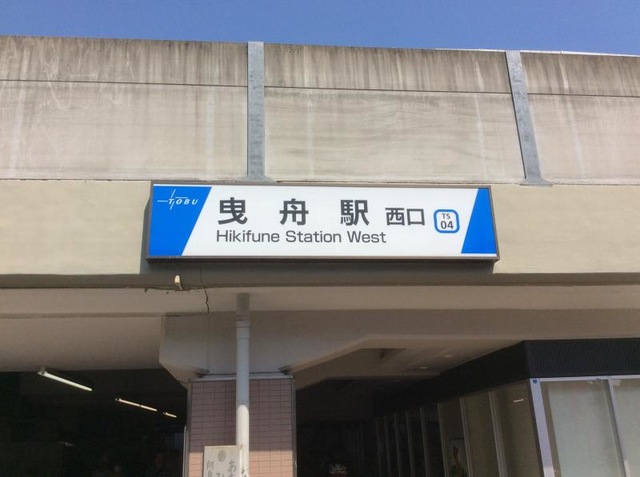 TOBU
曳舟駅 西口
TS
04
Hikifune Station West